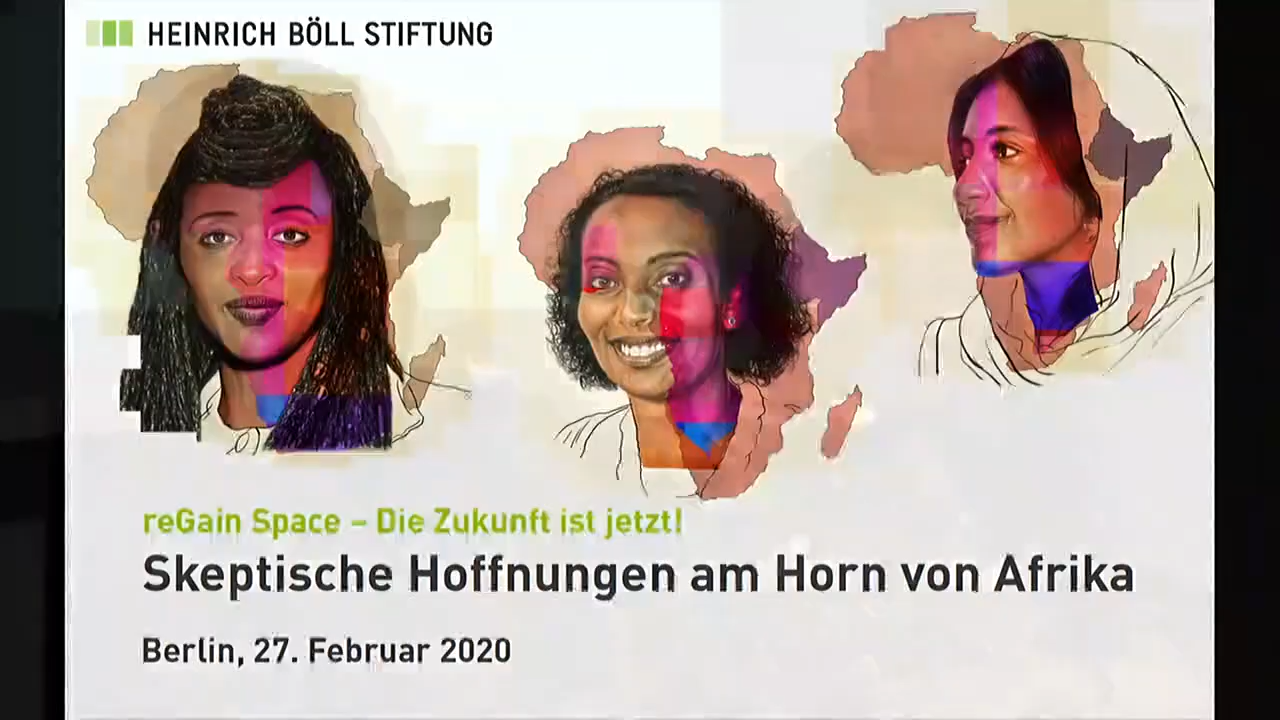 HEINRICH BÖLL STIFTUNG
reGain Space – Die Zukunft ist jetzt!
Skeptische Hoffnungen am Horn von Afrika
Berlin, 27. Februar 2020